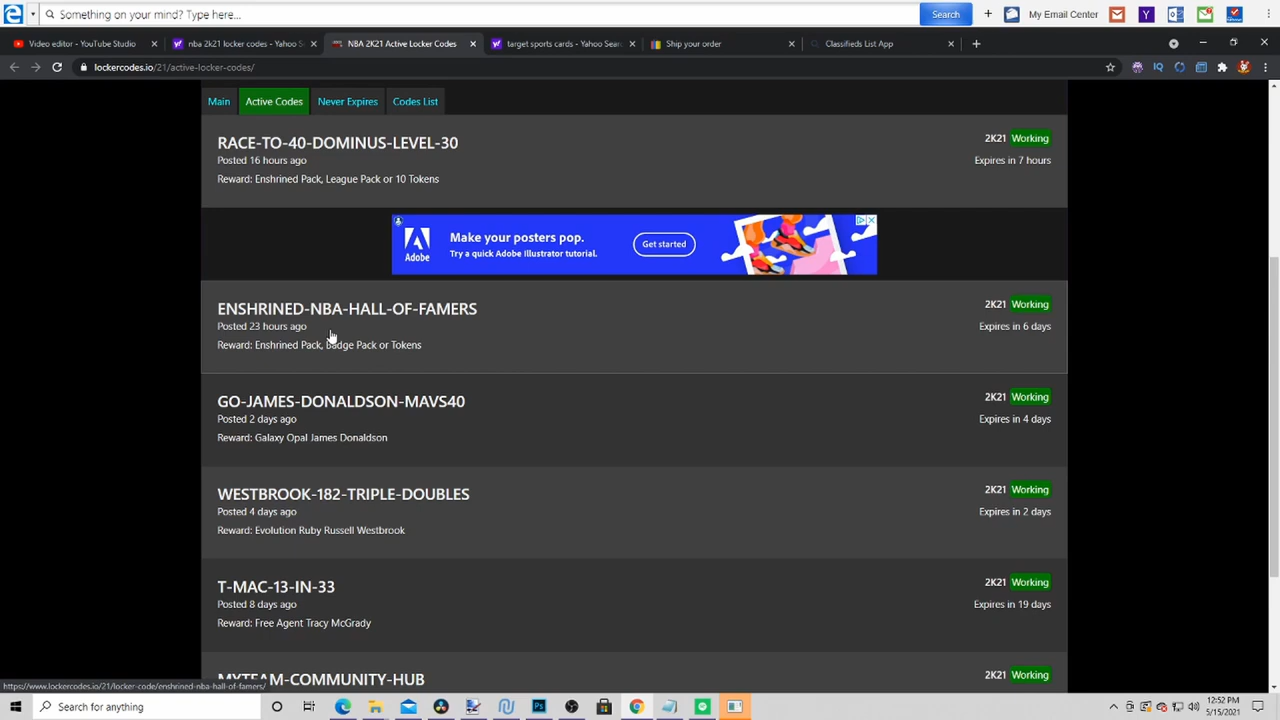 Something on your mind? Type here...
Search
My Email Center
Video editor - YouTube Studio
nba 2k21 locker codes - Yahoo S
NBA 2K21 Active Locker Codes
target sports cards - Yahoo Sear
Ship your order
Classifieds List App
lockercodes.io/21/active-locker-codes/
Main
Active Codes
Never Expires
Codes List
RACE-TO-40-DOMINUS-LEVEL-30
2K21 Working
Posted 16 hours ago
Expires in 7 hours
Reward: Enshrined Pack, League Pack or 10 Tokens
Adobe
Make your posters pop.
Try a quick Adobe Illustrator tutorial.
Get started
ENSHRINED-NBA-HALL-OF-FAMERS
2K21 Working
Posted 23 hours ago
Expires in 6 days
Reward: Enshrined Pack, Badge Pack or Tokens
GO-JAMES-DONALDSON-MAVS40
2K21 Working
Posted 2 days ago
Expires in 4 days
Reward: Galaxy Opal James Donaldson
WESTBROOK-182-TRIPLE-DOUBLES
2K21 Working
Posted 4 days ago
Expires in 2 days
Reward: Evolution Ruby Russell Westbrook
T-MAC-13-IN-33
2K21 Working
Posted 8 days ago
Expires in 19 days
Reward: Free Agent Tracy McGrady
MYTEAM-COMMUNITY-HUB
2K21 Working
https://www.lockercodes.io/21/locker-code/enshrined-nba-hall-of-famers/
Search for anything
Ps
12:52 PM
5/15/2021